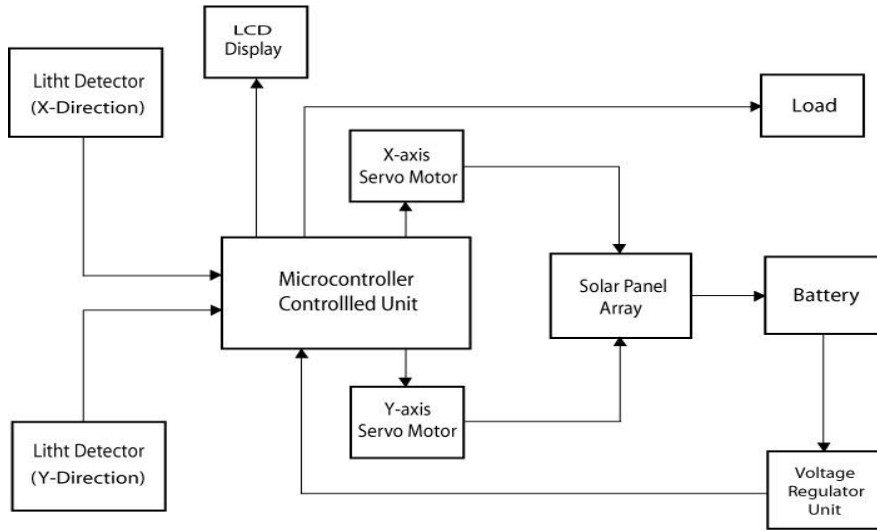 LCD
Display
Litht Detector
(X-Direction)
Load
X-axis
Servo Motor
Microcontroller
Controllled Unit
Solar Panel
Array
Battery
Y-axis
Servo Motor
Litht Detector
(Y-Direction)
Voltage
Regulator
Unit